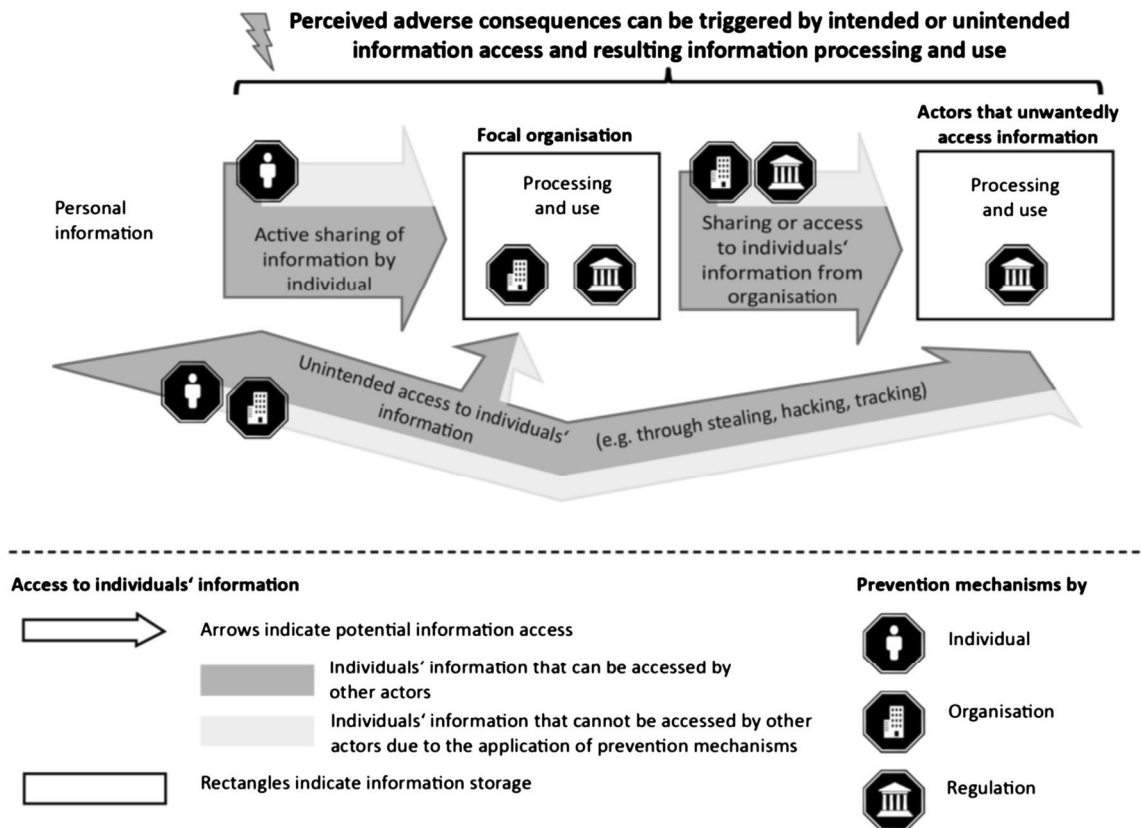 Perceived adverse consequences can be triggered by intended or unintended
information access and resulting information processing and use
Focal organisation
Actors that unwantedly
access information
Personal
information
Active sharing of
information by
individual
Processing
and use
Sharing or access
to individuals‘
information from
organisation
Processing
and use
Unintended access to individuals‘
information
(e.g. through stealing, hacking, tracking)
Access to individuals‘ information
Arrows indicate potential information access
Individuals‘ information that can be accessed by
other actors
Individuals‘ information that cannot be accessed by other
actors due to the application of prevention mechanisms
Rectangles indicate information storage
Prevention mechanisms by
Individual
Organisation
Regulation